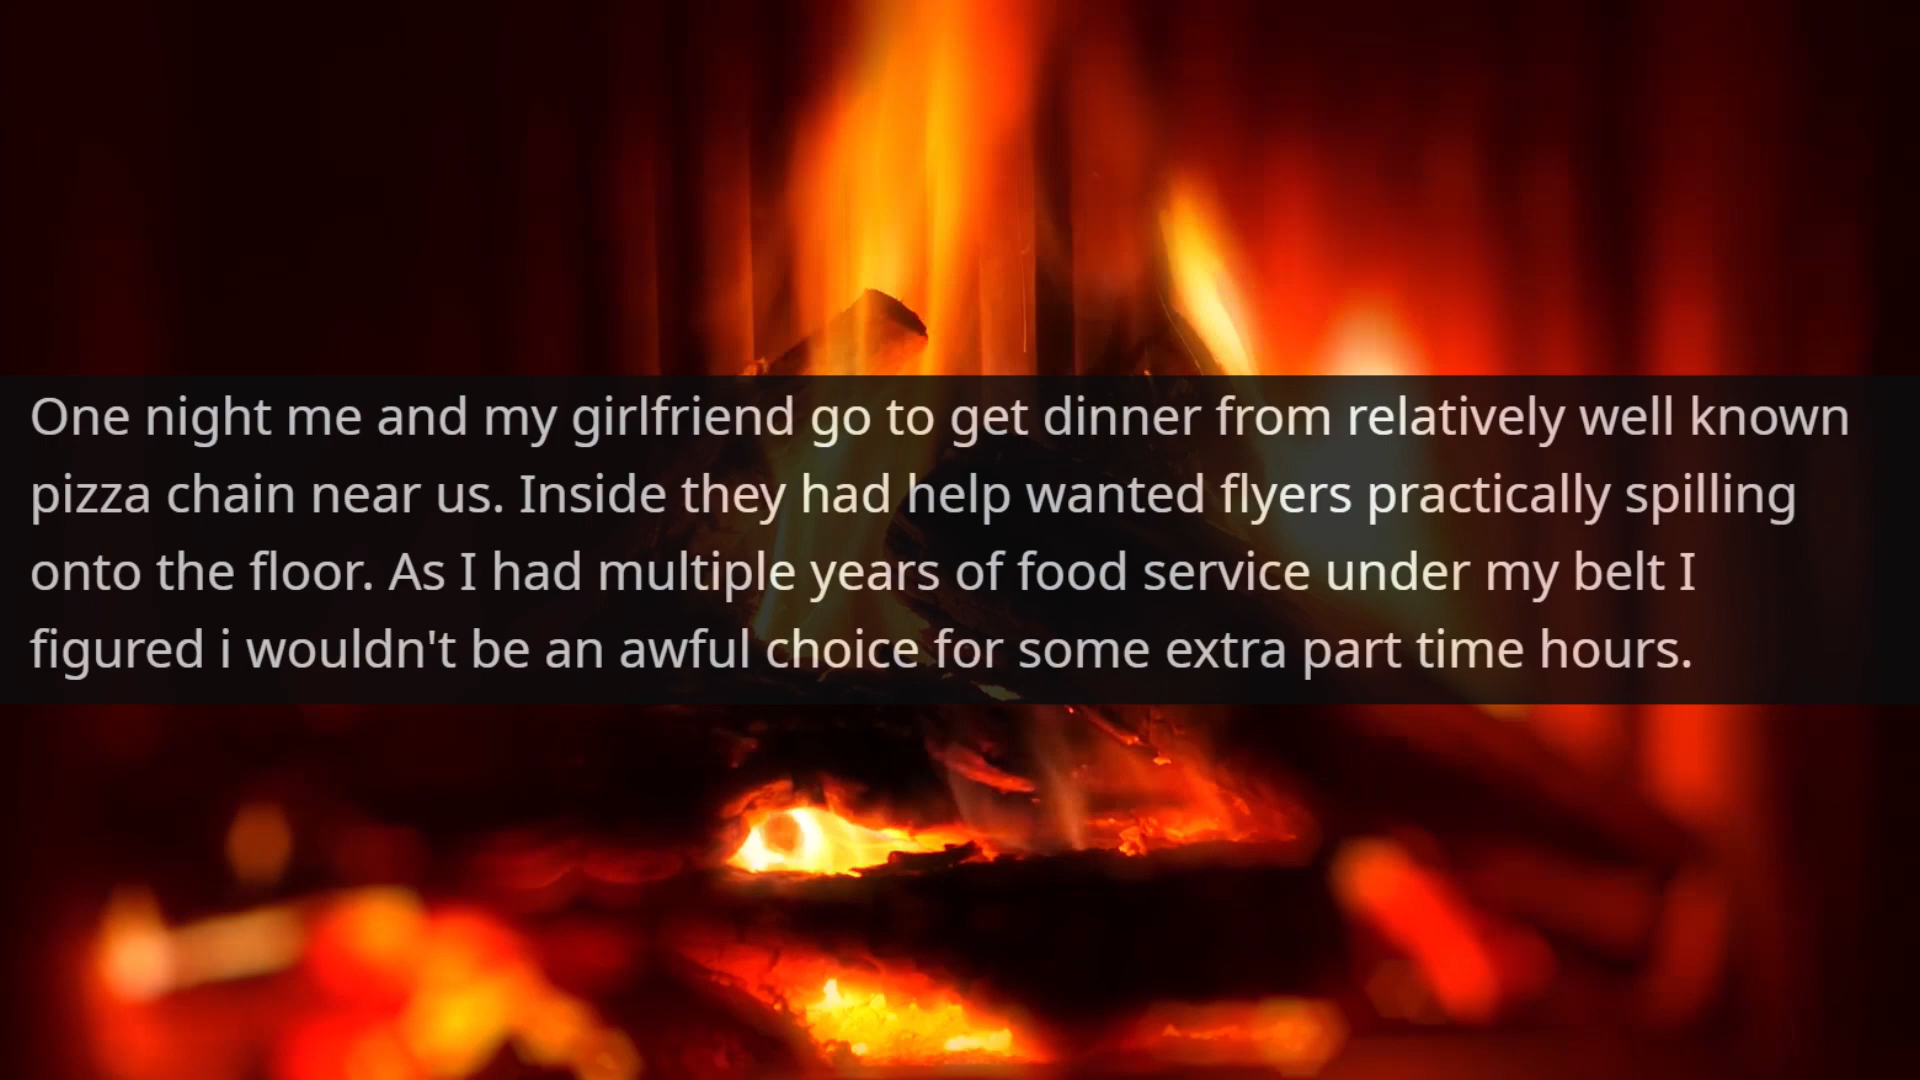 One night me and my girlfriend go to get dinner from relatively well known
pizza chain near us. Inside they had help wanted flyers practically spilling
onto the floor. As I had multiple years of food service under my belt I
figured i wouldn't be an awful choice for some extra part time hours.